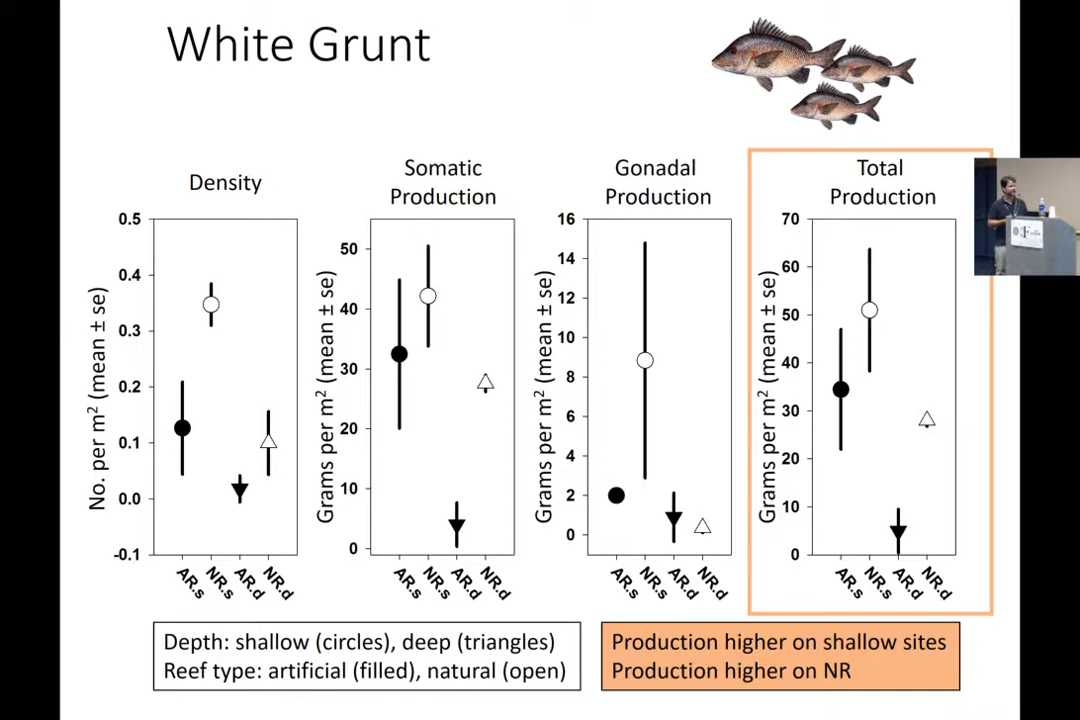 White Grunt
Density
No. per m² (mean ± se)
0.5
0.4
0.3
0.2
0.1
0.0
-0.1
AR.s
NR.s
AR.d
NR.d
Somatic
Production
Grams per m² (mean ± se)
50
40
30
20
10
0
AR.s
NR.s
AR.d
NR.d
Gonadal
Production
Grams per m² (mean ± se)
16
14
12
10
8
6
4
2
0
AR.s
NR.s
AR.d
NR.d
Total
Production
Grams per m² (mean ± se)
70
60
50
40
30
20
10
0
AR.s
NR.s
AR.d
NR.d
Depth: shallow (circles), deep (triangles)
Reef type: artificial (filled), natural (open)
Production higher on shallow sites
Production higher on NR